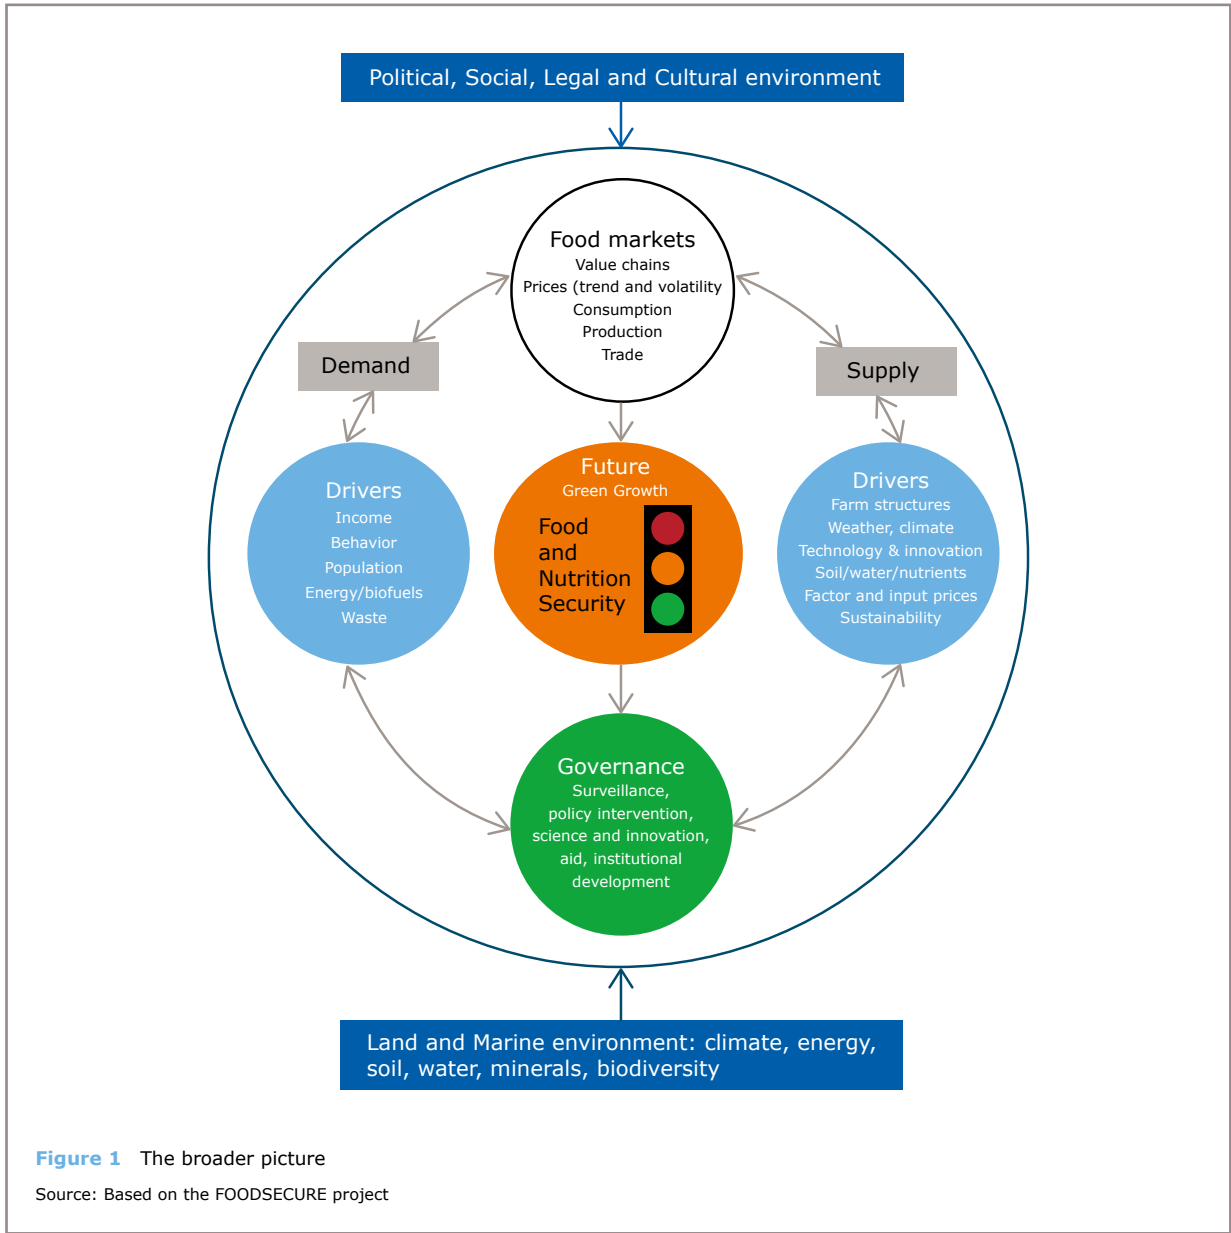 Political, Social, Legal and Cultural environment
Food markets
Value chains
Prices (trend and volatility
Consumption
Production
Trade
Demand
Supply
Drivers
Income
Behavior
Population
Energy/biofuels
Waste
Future
Green Growth
Food
and
Nutrition
Security
Drivers
Farm structures
Weather, climate
Technology & innovation
Soil/water/nutrients
Factor and input prices
Sustainability
Governance
Surveillance,
policy intervention,
science and innovation,
aid, institutional
development
Land and Marine environment: climate, energy,
soil, water, minerals, biodiversity
Figure 1 The broader picture
Source: Based on the FOODSECURE project